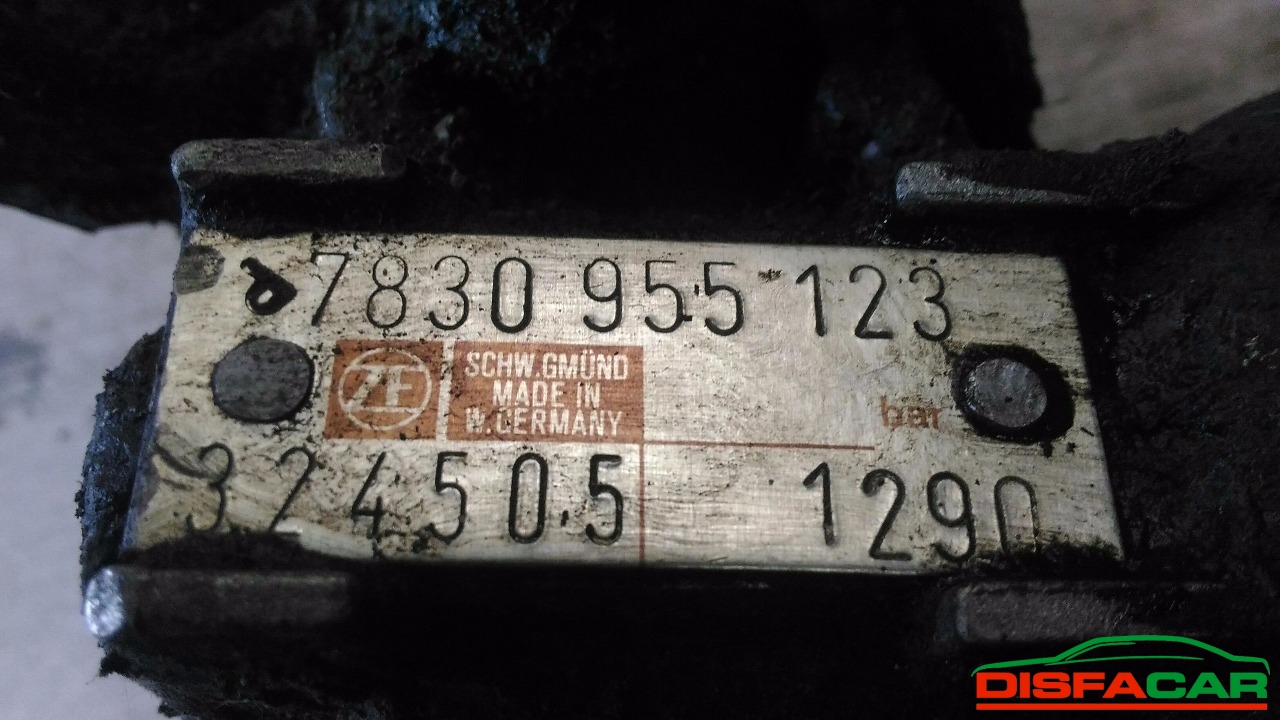 7830 955 123
ZF
SCHW.GMÜND
MADE IN
W.GERMANY
bar
324505
1290
DISFACAR